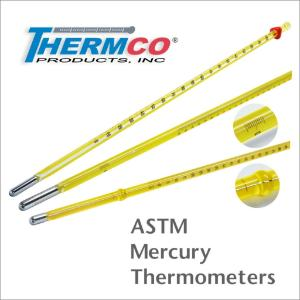 THERMCO
PRODUCTS, INC
ASTM
Mercury
Thermometers